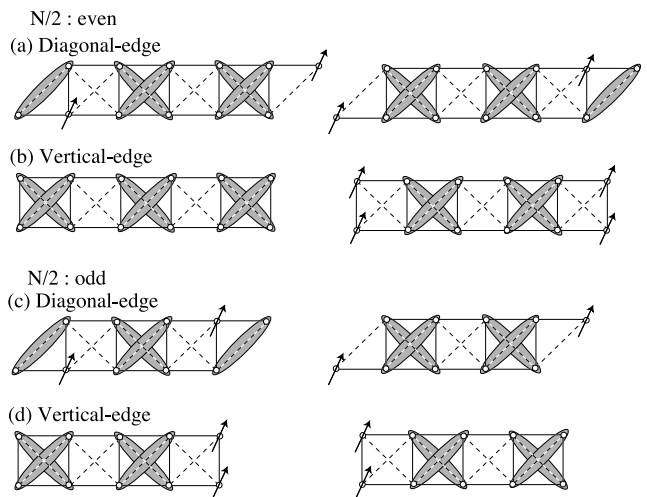 N/2 : even
(a) Diagonal-edge
(b) Vertical-edge
N/2 : odd
(c) Diagonal-edge
(d) Vertical-edge